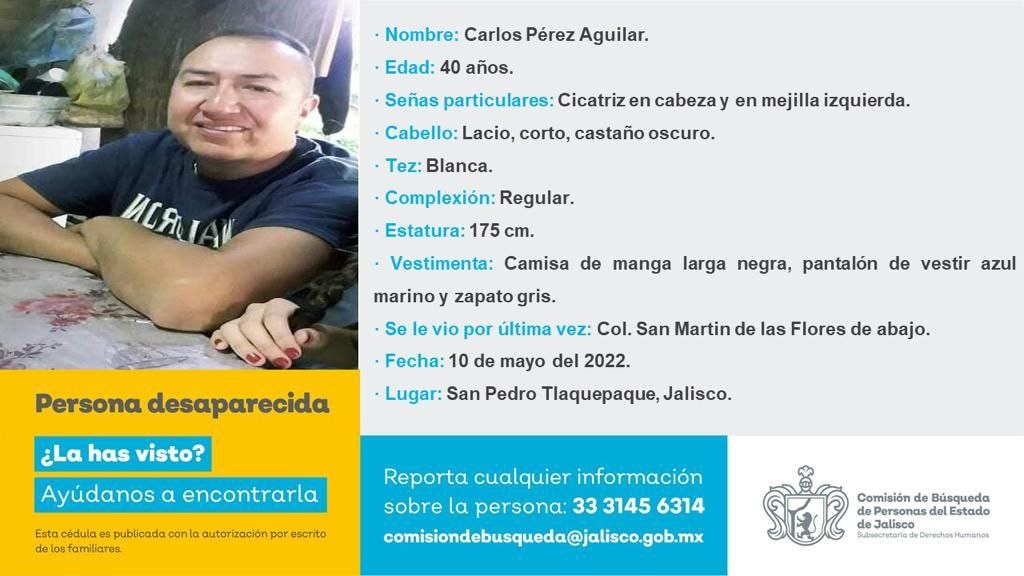 · Nombre: Carlos Pérez Aguilar.
· Edad: 40 años.
· Señas particulares: Cicatriz en cabeza y en mejilla izquierda.
· Cabello: Lacio, corto, castaño oscuro.
· Tez: Blanca.
· Complexión: Regular.
· Estatura: 175 cm.
· Vestimenta: Camisa de manga larga negra, pantalón de vestir azul
marino y zapato gris.
· Se le vio por última vez: Col. San Martin de las Flores de abajo.
· Fecha: 10 de mayo del 2022.
· Lugar: San Pedro Tlaquepaque, Jalisco.
Persona desaparecida
¿La has visto?
Ayúdanos a encontrarla
Esta cédula es publicada con la autorización por escrito
de los familiares.
Reporta cualquier información
sobre la persona: 33 3145 6314
comisiondebusqueda@jalisco.gob.mx
Comisión de Búsqueda
de Personas del Estado
de Jalisco
Subsecretaría de Derechos Humanos